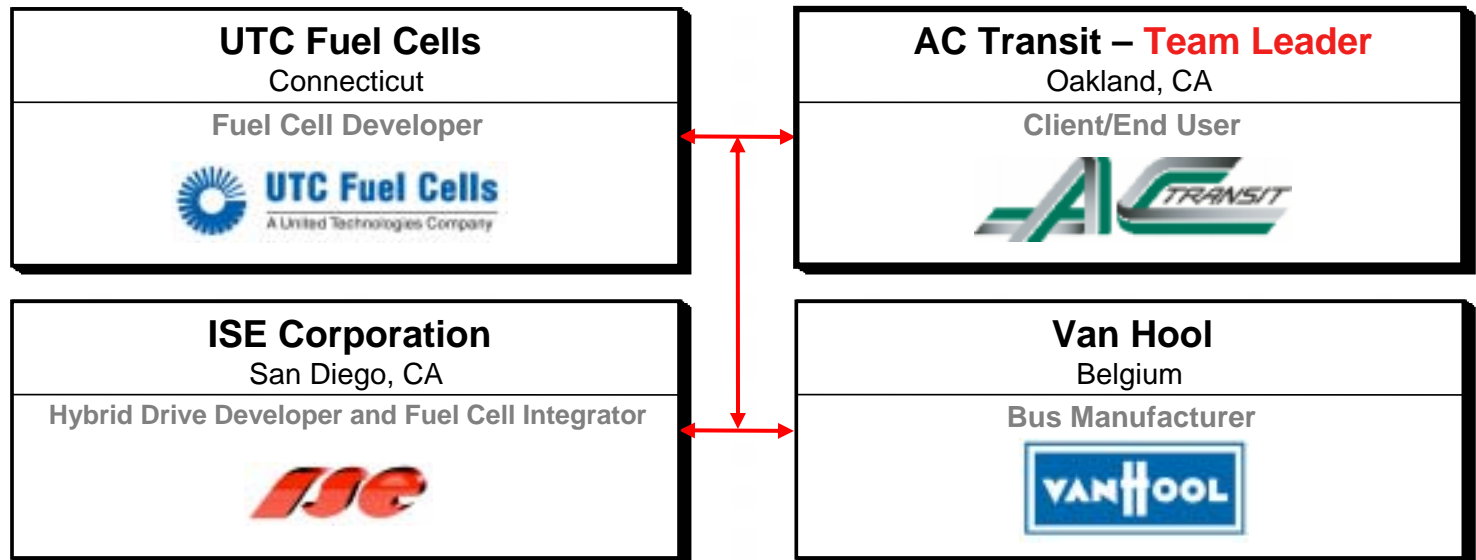 UTC Fuel Cells
Connecticut
Fuel Cell Developer
UTC Fuel Cells
A United Technologies Company
AC Transit – Team Leader
Oakland, CA
Client/End User
AC TRANSIT
ISE Corporation
San Diego, CA
Hybrid Drive Developer and Fuel Cell Integrator
ise
Van Hool
Belgium
Bus Manufacturer
VANHOOL